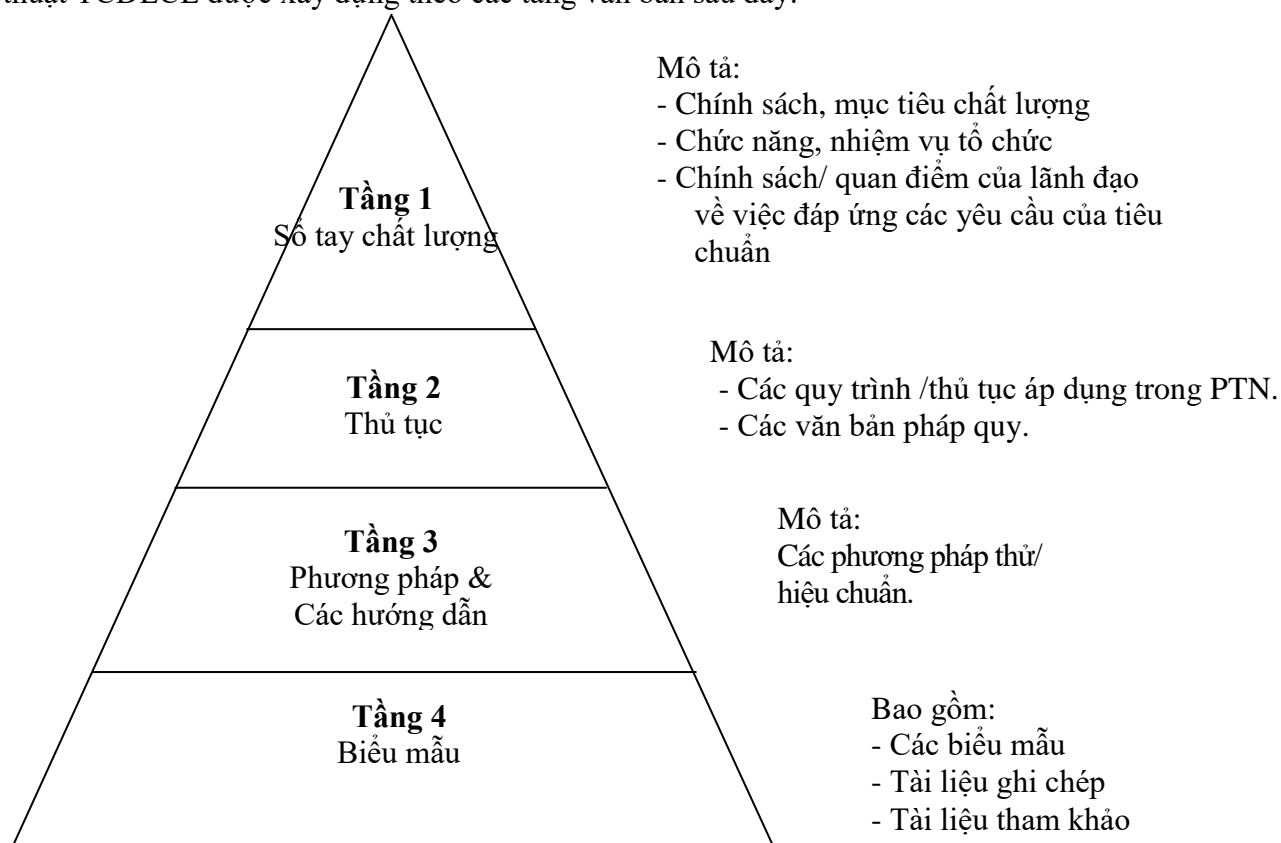 thuật TCDECE được xây dựng theo các tầng văn bản sau đây:
Mô tả:
- Chính sách, mục tiêu chất lượng
- Chức năng, nhiệm vụ tổ chức
- Chính sách/ quan điểm của lãnh đạo
về việc đáp ứng các yêu cầu của tiêu
chuẩn
Tầng 1
Sổ tay chất lượng
Mô tả:
- Các quy trình /thủ tục áp dụng trong PTN.
- Các văn bản pháp quy.
Tầng 2
Thủ tục
Mô tả:
Các phương pháp thử/
hiệu chuẩn.
Tầng 3
Phương pháp &
Các hướng dẫn
Tầng 4
Biểu mẫu
Bao gồm:
- Các biểu mẫu
- Tài liệu ghi chép
- Tài liệu tham khảo